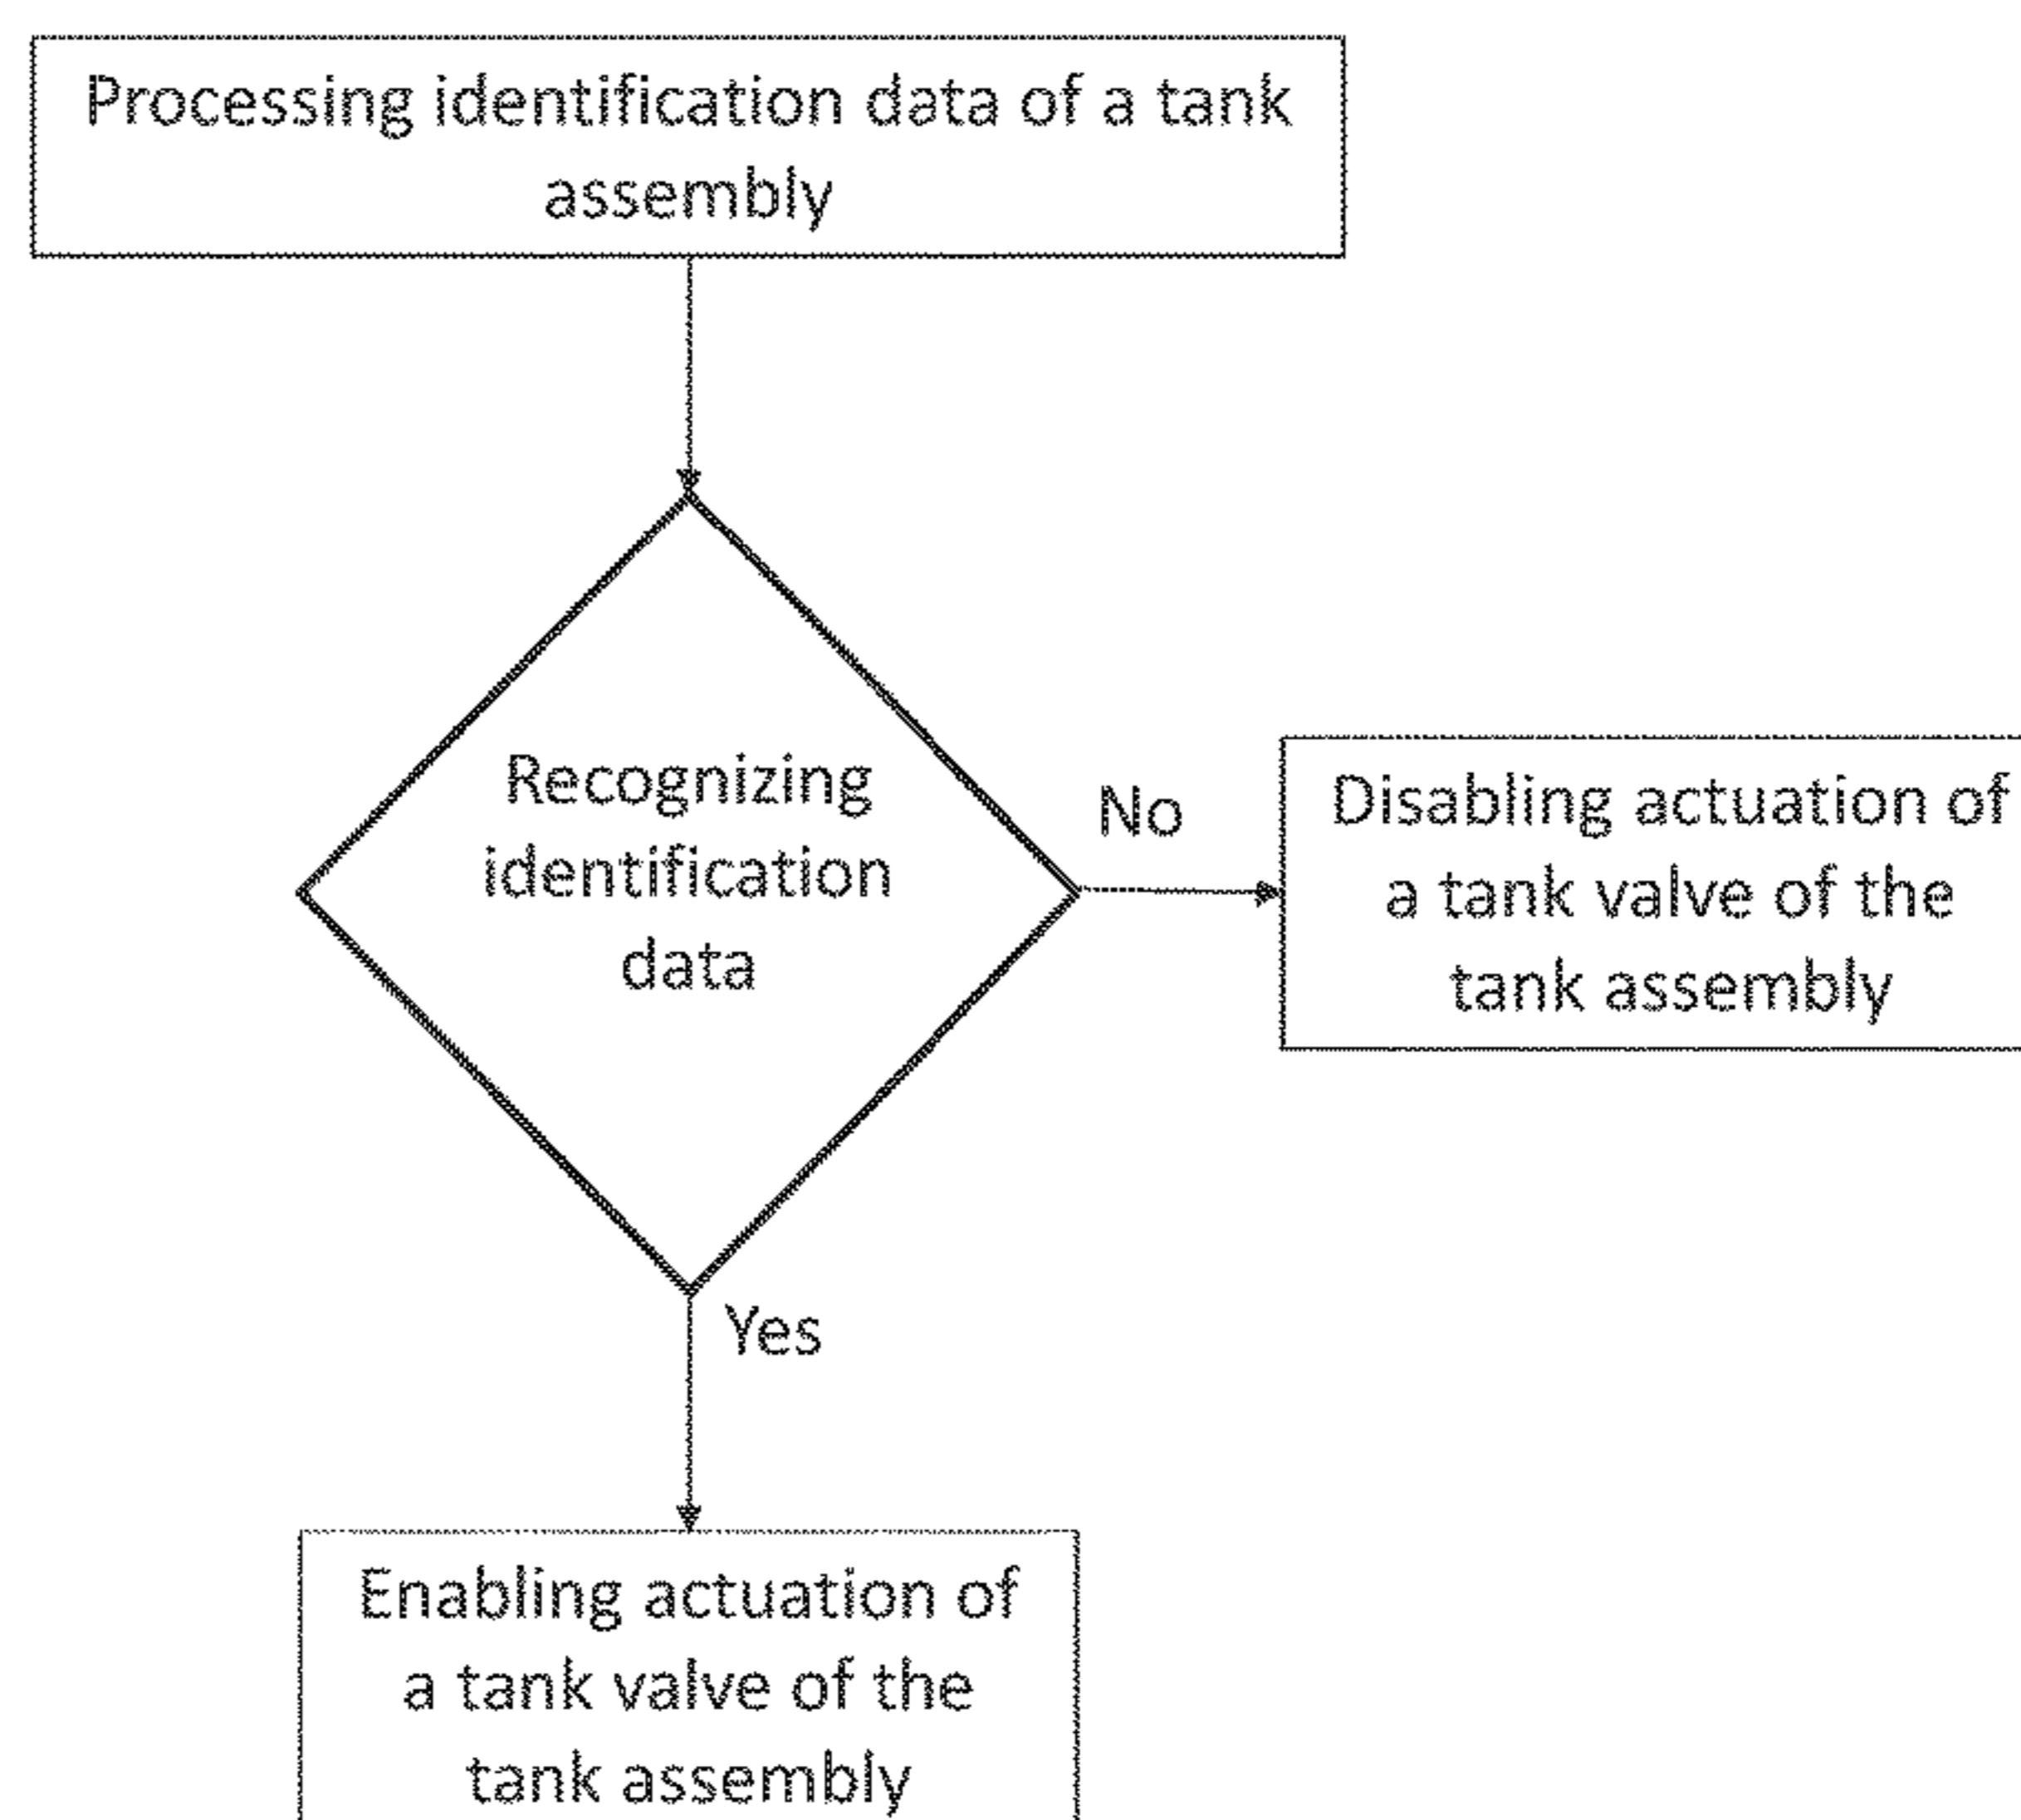 Processing identification data of a tank
assembly
Recognizing
identification
data
No
Disabling actuation of
a tank valve of the
tank assembly
Yes
Enabling actuation of
a tank valve of the
tank assembly